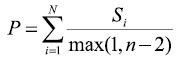 P = \sum_{i=1}^{N} \frac{S_i}{\max(1, n-2)}